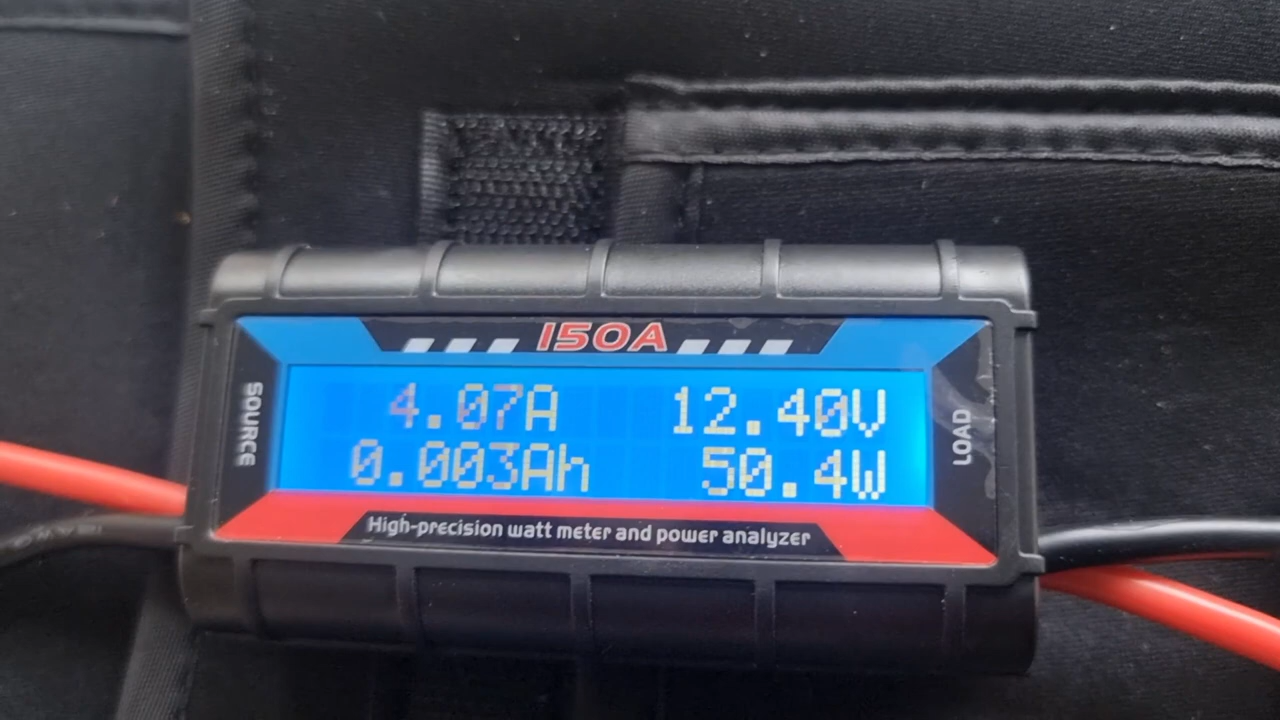 150A
SOURCE
4.07A 12.40V
0.003Ah 50.4W
LOAD
High-precision watt meter and power analyzer